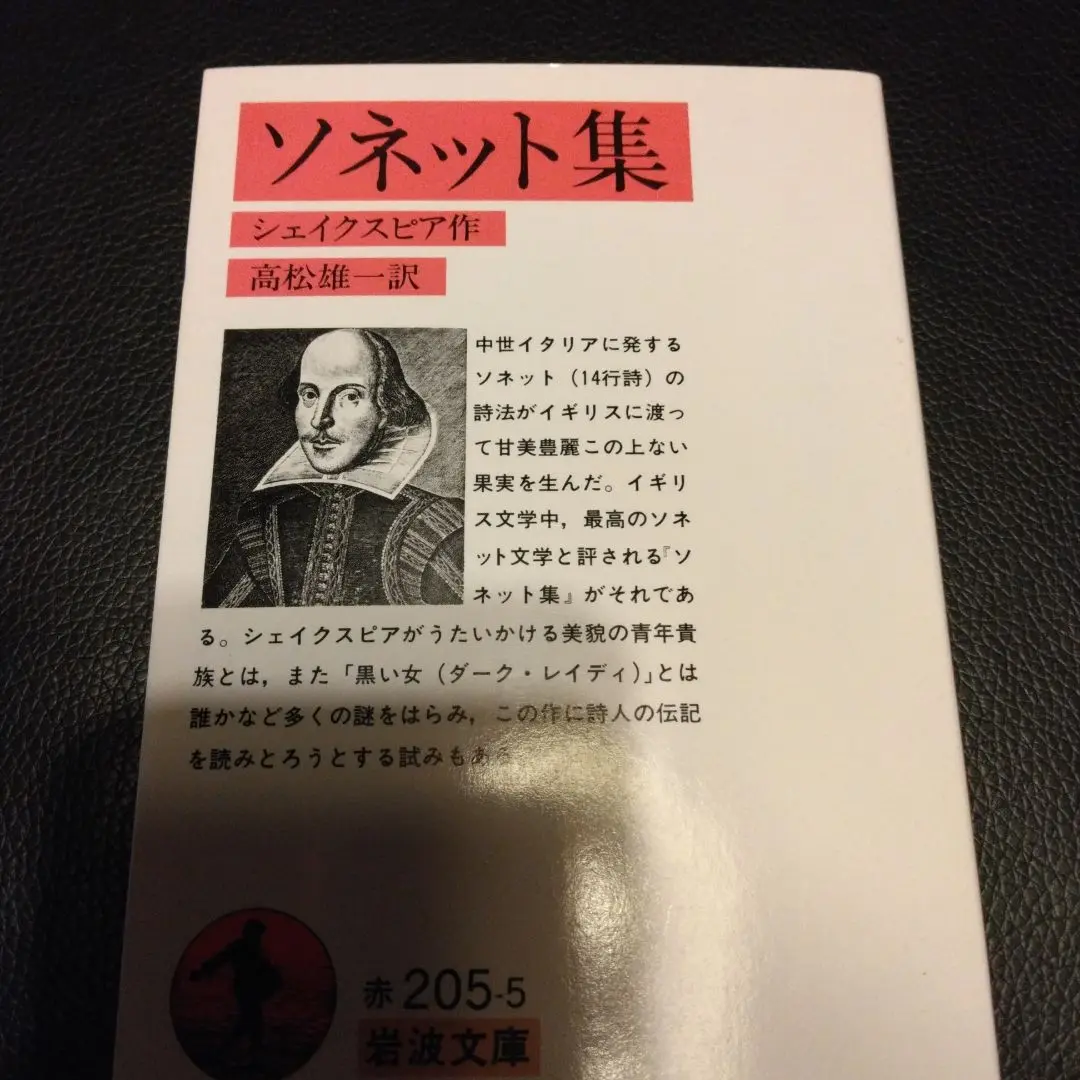 ソネット集
シェイクスピア作
高松雄一訳
中世イタリアに発する
ソネット（14行詩）の
詩法がイギリスに渡っ
て甘美豊麗この上ない
果実を生んだ。イギリ
ス文学中，最高のソネ
ット文学と評される『ソ
ネット集』がそれであ
る。シェイクスピアがうたいかける美貌の青年貴
族とは，また「黒い女（ダーク・レイディ）」とは
誰かなど多くの謎をはらみ，この作に詩人の伝記
を読みとろうとする試みもある
赤 205-5
岩波文庫